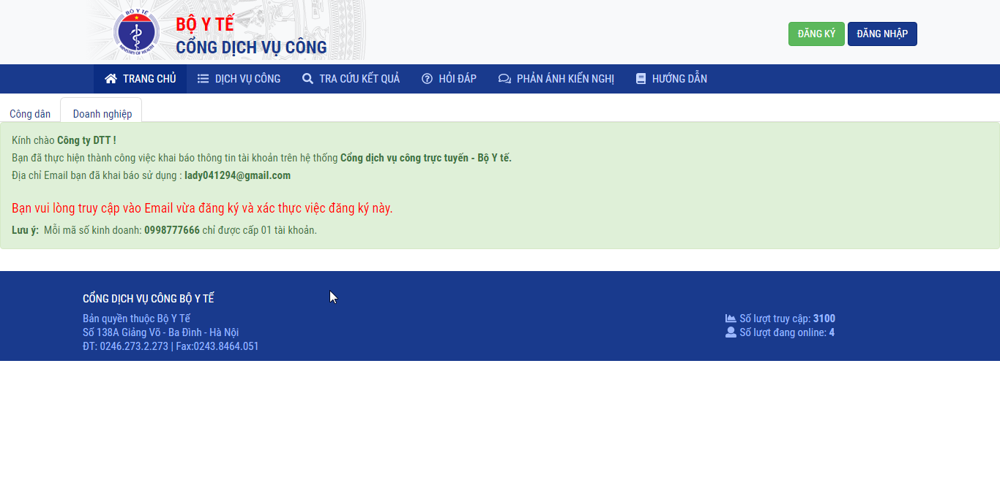 BỘ Y TẾ
MINISTRY OF HEALTH
BỘ Y TẾ
CỔNG DỊCH VỤ CÔNG
ĐĂNG KÝ ĐĂNG NHẬP
TRANG CHỦ DỊCH VỤ CÔNG TRA CỨU KẾT QUẢ HỎI ĐÁP PHẢN ÁNH KIẾN NGHỊ HƯỚNG DẪN
Công dân Doanh nghiệp
Kính chào Công ty DTT !
Bạn đã thực hiện thành công việc khai báo thông tin tài khoản trên hệ thống Cổng dịch vụ công trực tuyến - Bộ Y tế.
Địa chỉ Email bạn đã khai báo sử dụng : lady041294@gmail.com
Bạn vui lòng truy cập vào Email vừa đăng ký và xác thực việc đăng ký này.
Lưu ý: Mỗi mã số kinh doanh: 0998777666 chỉ được cấp 01 tài khoản.
CỔNG DỊCH VỤ CÔNG BỘ Y TẾ
Bản quyền thuộc Bộ Y Tế
Số 138A Giảng Võ - Ba Đình - Hà Nội
ĐT: 0246.273.2.273 | Fax:0243.8464.051
Số lượt truy cập: 3100
Số lượt đang online: 4